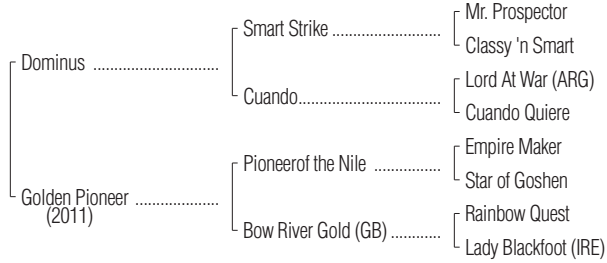 Mr. Prospector
Smart Strike ........................
Classy 'n Smart
Dominus ............................
Lord At War (ARG)
Cuando................................
Cuando Quiere
Empire Maker
Pioneerof the Nile ...............
Star of Goshen
Golden Pioneer ...................
(2011)
Rainbow Quest
Bow River Gold (GB) ...........
Lady Blackfoot (IRE)